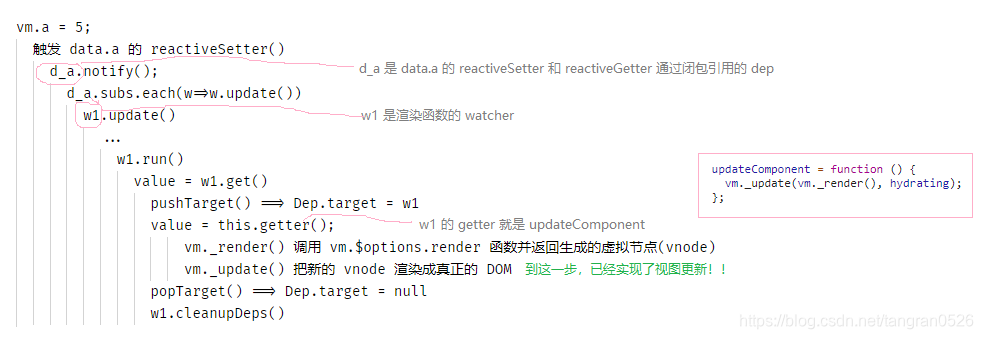 vm.a = 5;
触发 data.a 的 reactiveSetter()
d_a.notify();
d_a 是 data.a 的 reactiveSetter 和 reactiveGetter 通过闭包引用的 dep
d_a.subs.each(w=>w.update())
w1.update()
w1 是渲染函数的 watcher
...
w1.run()
value = w1.get()
pushTarget() ==> Dep.target = w1
value = this.getter();
w1 的 getter 就是 updateComponent
vm._render() 调用 vm.$options.render 函数并返回生成的虚拟节点(vnode)
vm._update() 把新的 vnode 渲染成真正的 DOM 到这一步，已经实现了视图更新！！
popTarget() ==> Dep.target = null
w1.cleanupDeps()
updateComponent = function () {
vm._update(vm._render(), hydrating);
};
https://blog.csdn.net/tangran0526